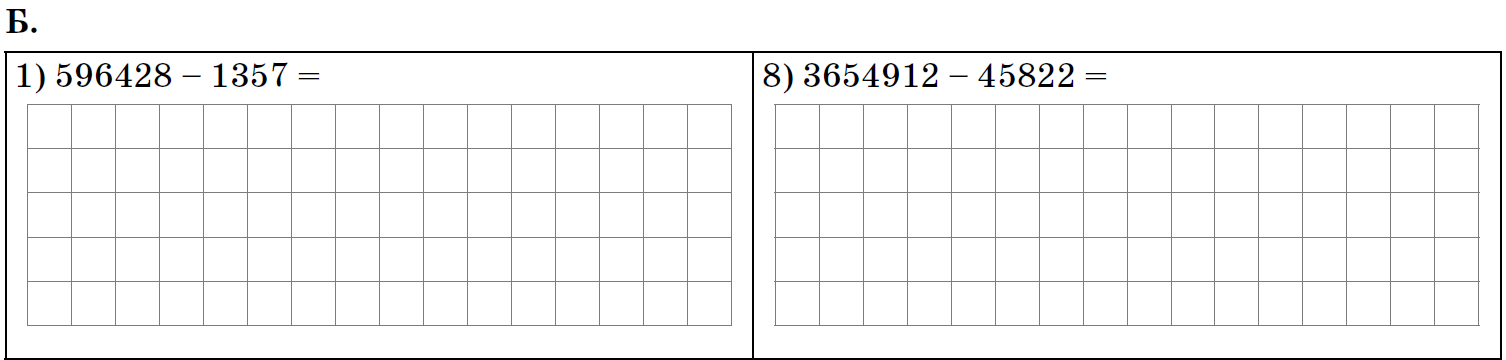 Б.
1) 596428 – 1357 =
8) 3654912 – 45822 =